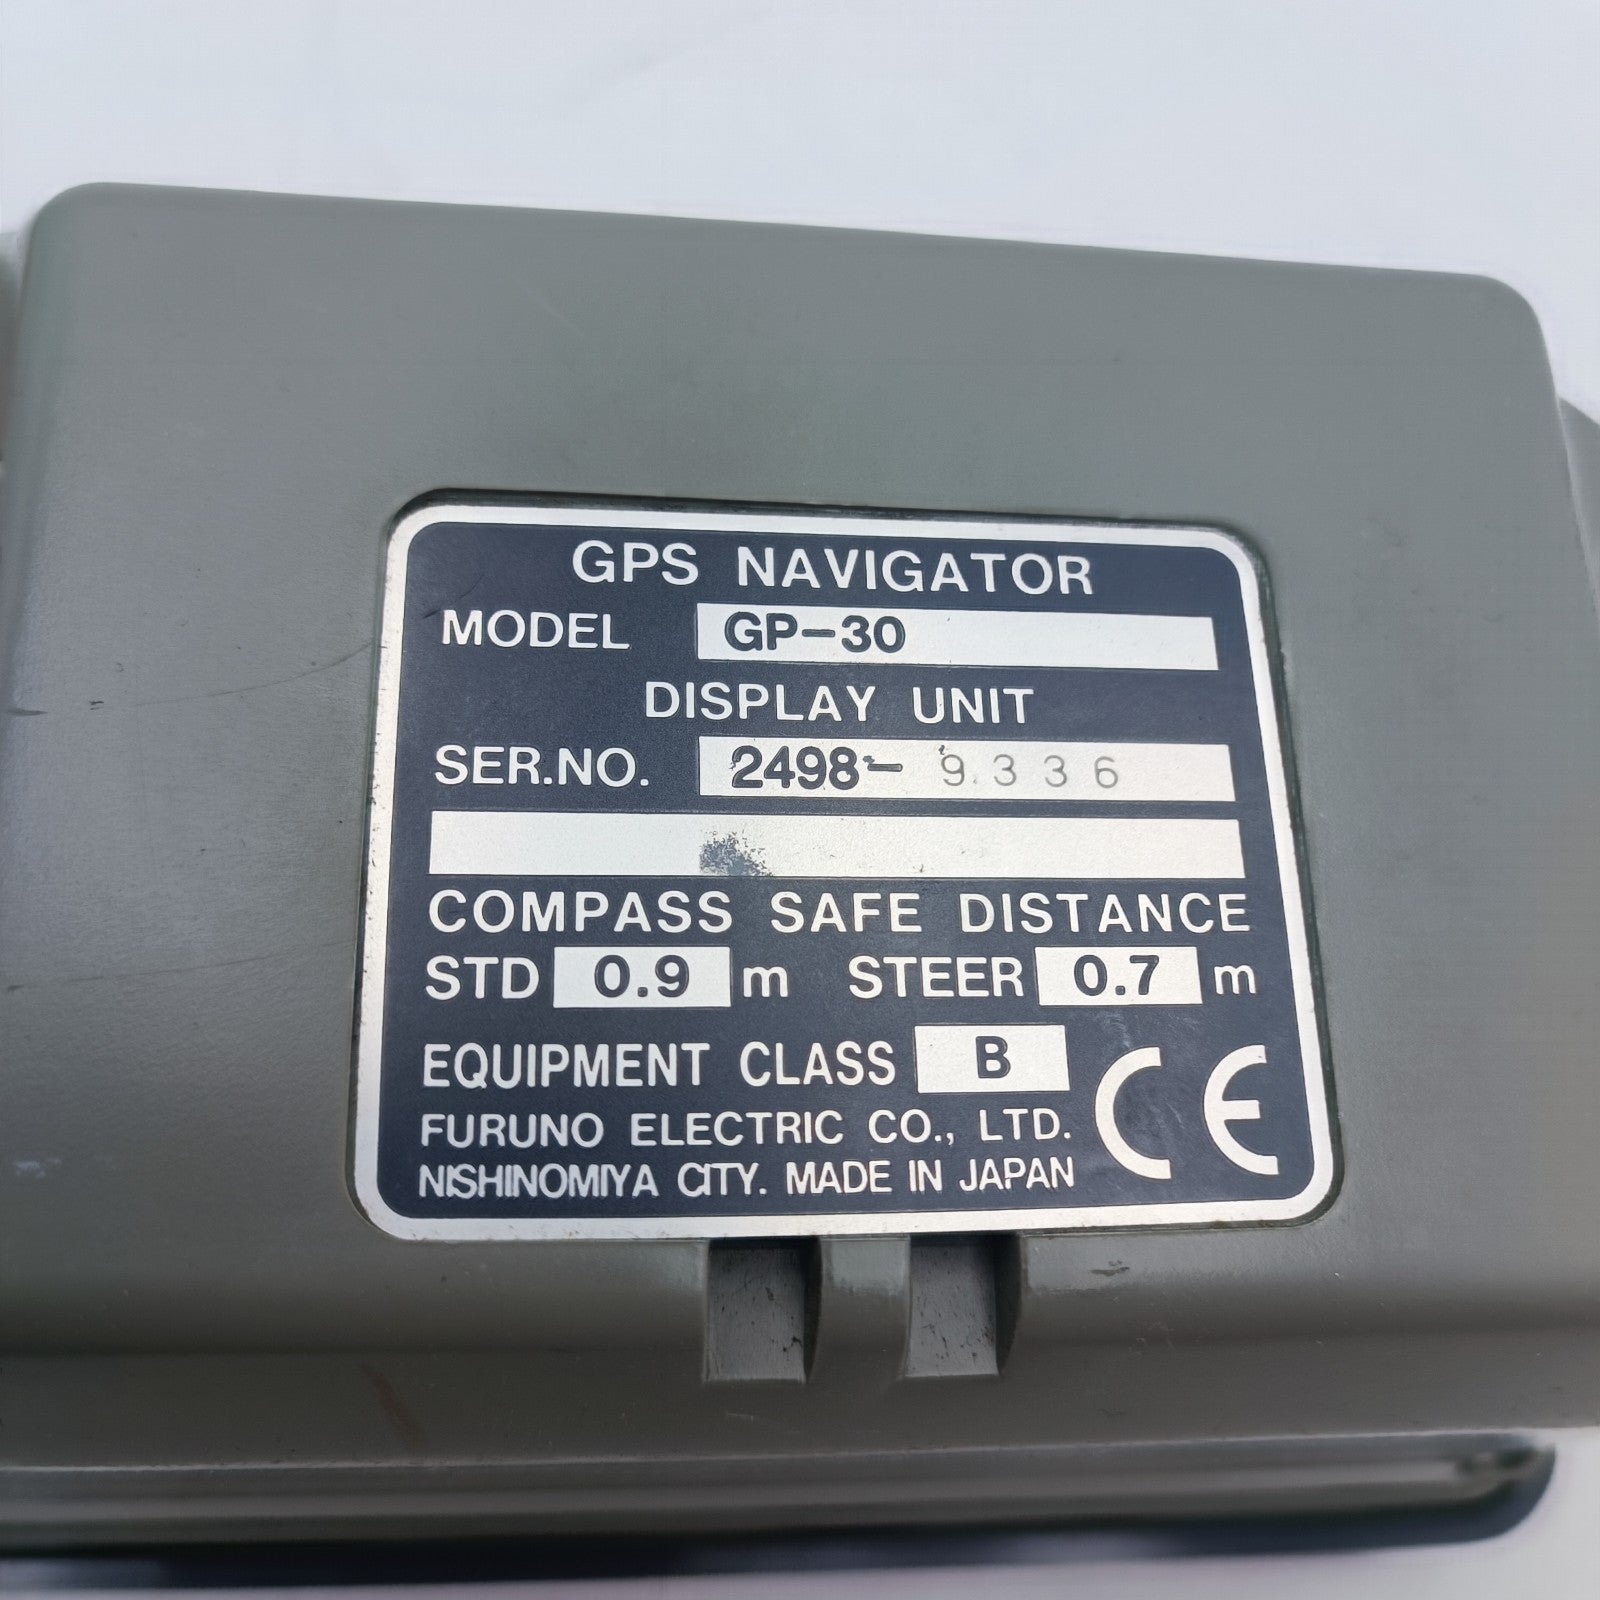 GPS NAVIGATOR
MODEL GP-30
DISPLAY UNIT
SER.NO. 2498- 9336
COMPASS SAFE DISTANCE
STD 0.9 m STEER 0.7 m
EQUIPMENT CLASS B
FURUNO ELECTRIC CO., LTD.
NISHINOMIYA CITY. MADE IN JAPAN
CE